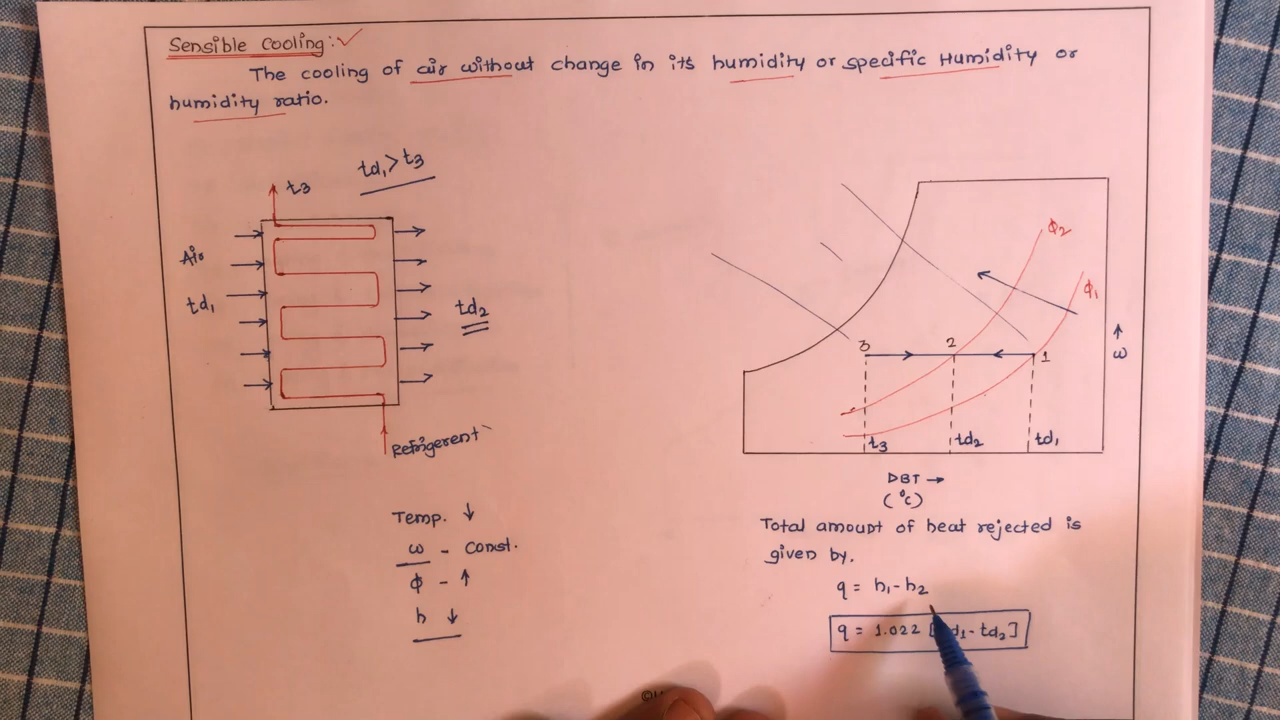 Sensible Cooling:✓
The cooling of air without change in its humidity or specific Humidity or
humidity ratio.
td₁>t₃
t₃
Air
td₁
td₂
Refrigerent
Temp. ↓
ω - Const.
ϕ - ↑
h ↓
ϕ₂
ϕ₁
3 2 1
↑
ω
t₃ td₂ td₁
DBT →
(°c)
Total amount of heat rejected is
given by.
q = h₁-h₂
q = 1.022 [ d₁-td₂]